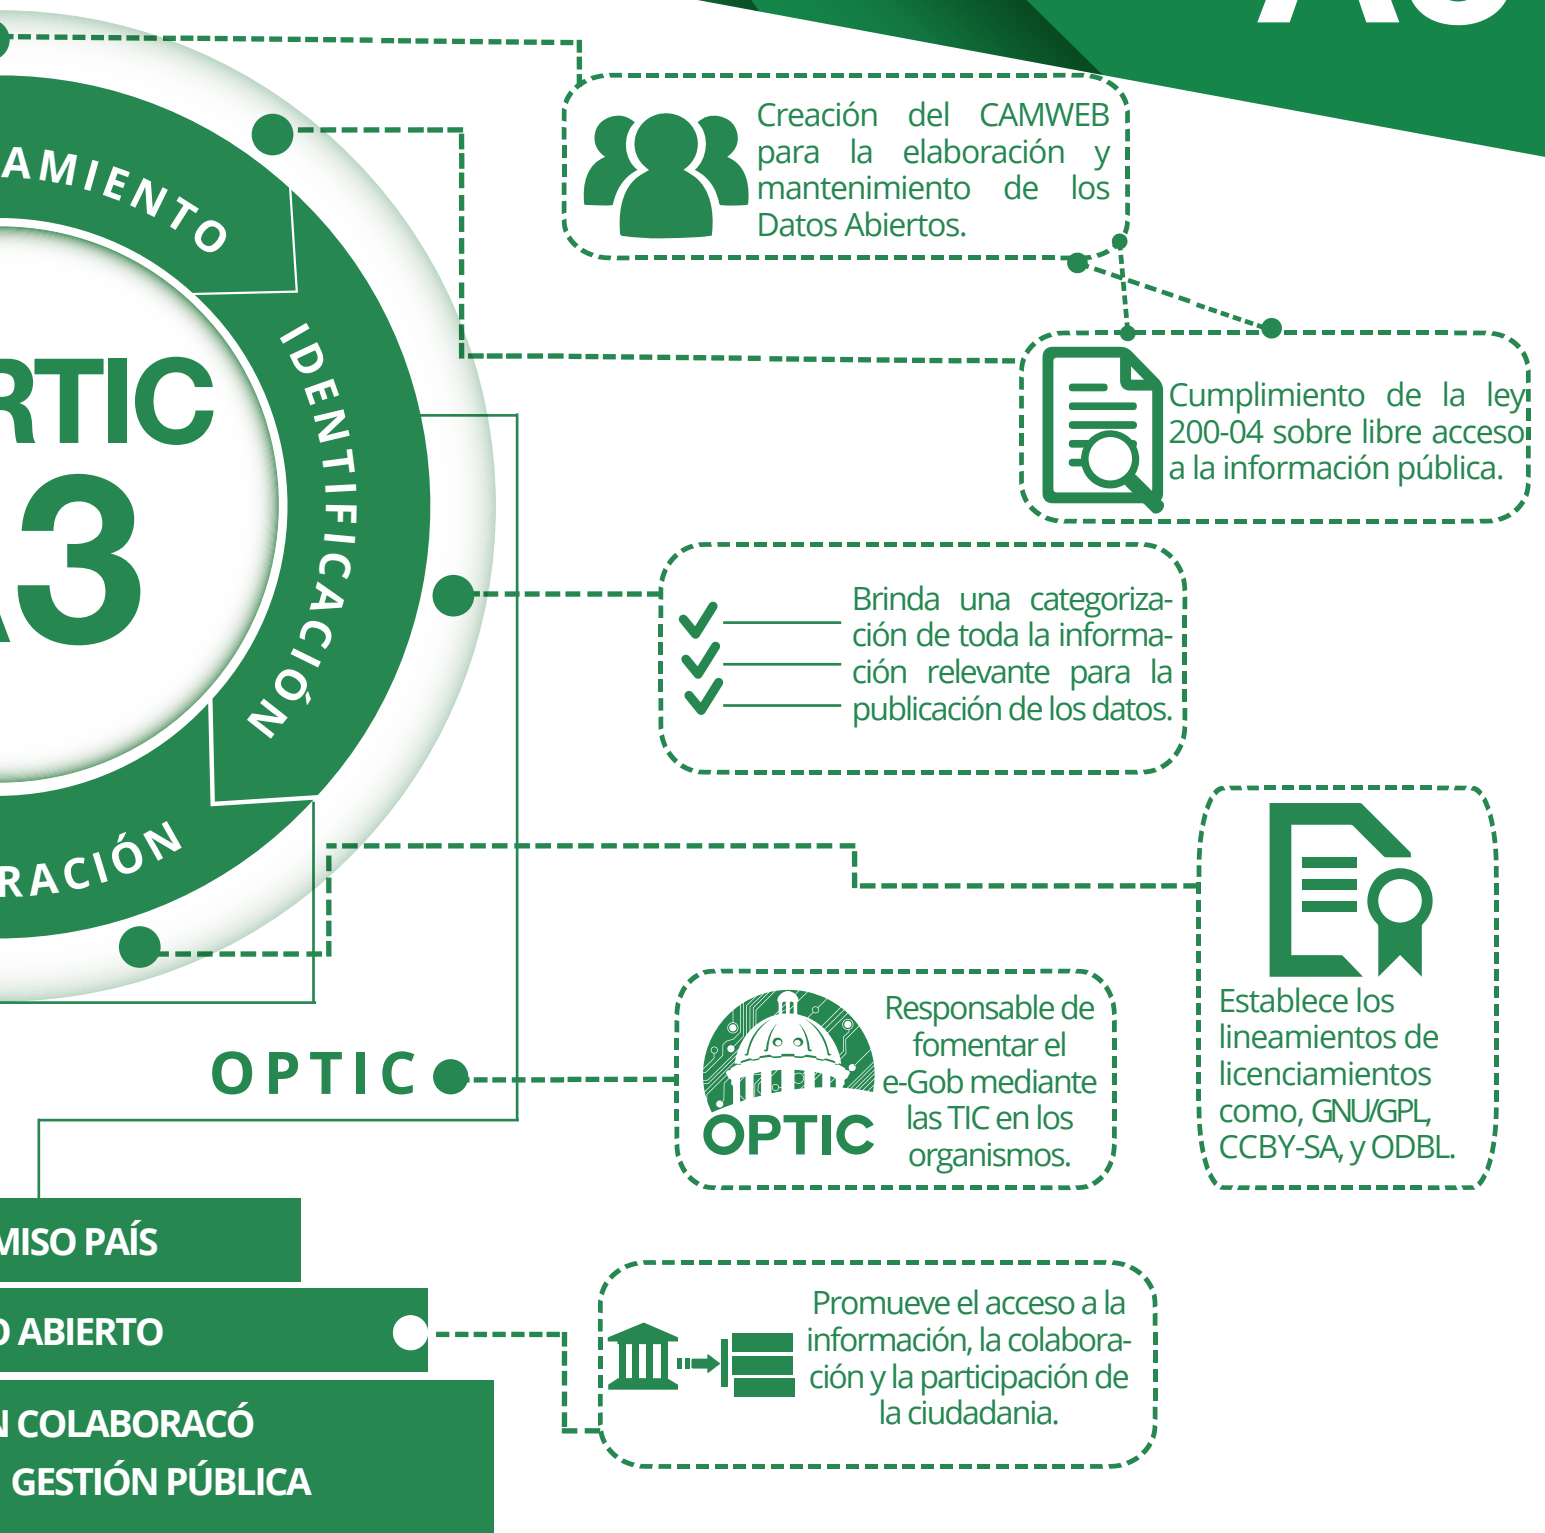 Creación del CAMWEB
para la elaboración y
mantenimiento de los
Datos Abiertos.
IDENTIFICACIÓN
Cumplimiento de la ley
200-04 sobre libre acceso
a la información pública.
A3
Brinda una categoriza-
ción de toda la informa-
ción relevante para la
publicación de los datos.
Establece los
lineamientos de
licenciamientos
como, GNU/GPL,
CCBY-SA, y ODBL.
OPTIC
OPTIC
Responsable de
fomentar el
e-Gob mediante
las TIC en los
organismos.
PAÍS
ABIERTO
COLABORACÓ
GESTIÓN PÚBLICA
Promueve el acceso a la
información, la colabora-
ción y la participación de
la ciudadania.